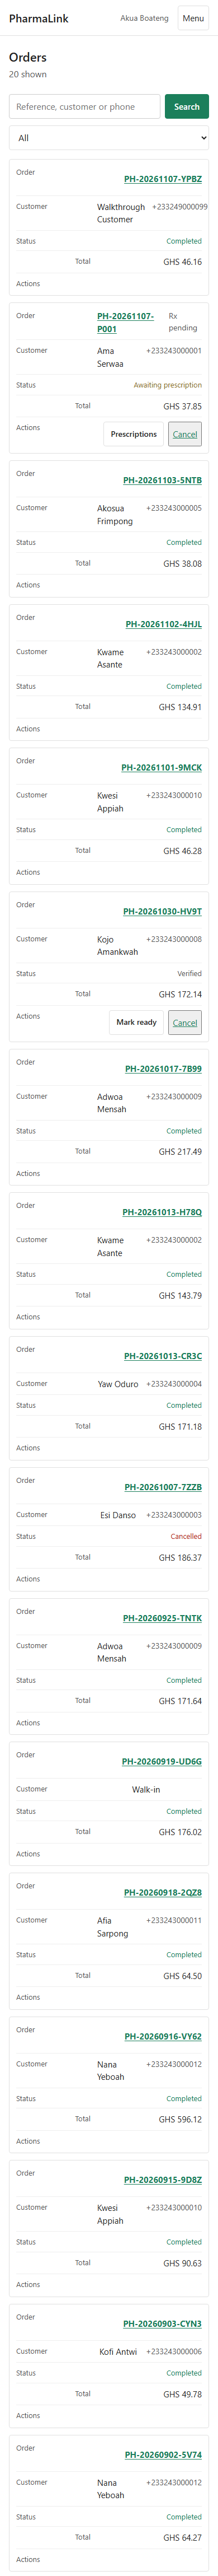 PharmaLink Akua Boateng Menu
Orders
20 shown
Reference, customer or phone Search
All
Order PH-20261107-YPBZ
Customer Walkthrough Customer +233249000099
Status Completed
Total GHS 46.16
Actions
Order PH-20261107-P001 Rx pending
Customer Ama Serwaa +233243000001
Status Awaiting prescription
Total GHS 37.85
Actions Prescriptions Cancel
Order PH-20261103-5NTB
Customer Akosua Frimpong +233243000005
Status Completed
Total GHS 38.08
Actions
Order PH-20261102-4HJL
Customer Kwame Asante +233243000002
Status Completed
Total GHS 134.91
Actions
Order PH-20261101-9MCK
Customer Kwesi Appiah +233243000010
Status Completed
Total GHS 46.28
Actions
Order PH-20261030-HV9T
Customer Kojo Amankwah +233243000008
Status Verified
Total GHS 172.14
Actions Mark ready Cancel
Order PH-20261017-7B99
Customer Adwoa Mensah +233243000009
Status Completed
Total GHS 217.49
Actions
Order PH-20261013-H78Q
Customer Kwame Asante +233243000002
Status Completed
Total GHS 143.79
Actions
Order PH-20261013-CR3C
Customer Yaw Oduro +233243000004
Status Completed
Total GHS 171.18
Actions
Order PH-20261007-7ZZB
Customer Esi Danso +233243000003
Status Cancelled
Total GHS 186.37
Actions
Order PH-20260925-TNTK
Customer Adwoa Mensah +233243000009
Status Completed
Total GHS 171.64
Actions
Order PH-20260919-UD6G
Customer Walk-in
Status Completed
Total GHS 176.02
Actions
Order PH-20260918-2QZ8
Customer Afia Sarpong +233243000011
Status Completed
Total GHS 64.50
Actions
Order PH-20260916-VY62
Customer Nana Yeboah +233243000012
Status Completed
Total GHS 596.12
Actions
Order PH-20260915-9D8Z
Customer Kwesi Appiah +233243000010
Status Completed
Total GHS 90.63
Actions
Order PH-20260903-CYN3
Customer Kofi Antwi +233243000006
Status Completed
Total GHS 49.78
Actions
Order PH-20260902-5V74
Customer Nana Yeboah +233243000012
Status Completed
Total GHS 64.27
Actions